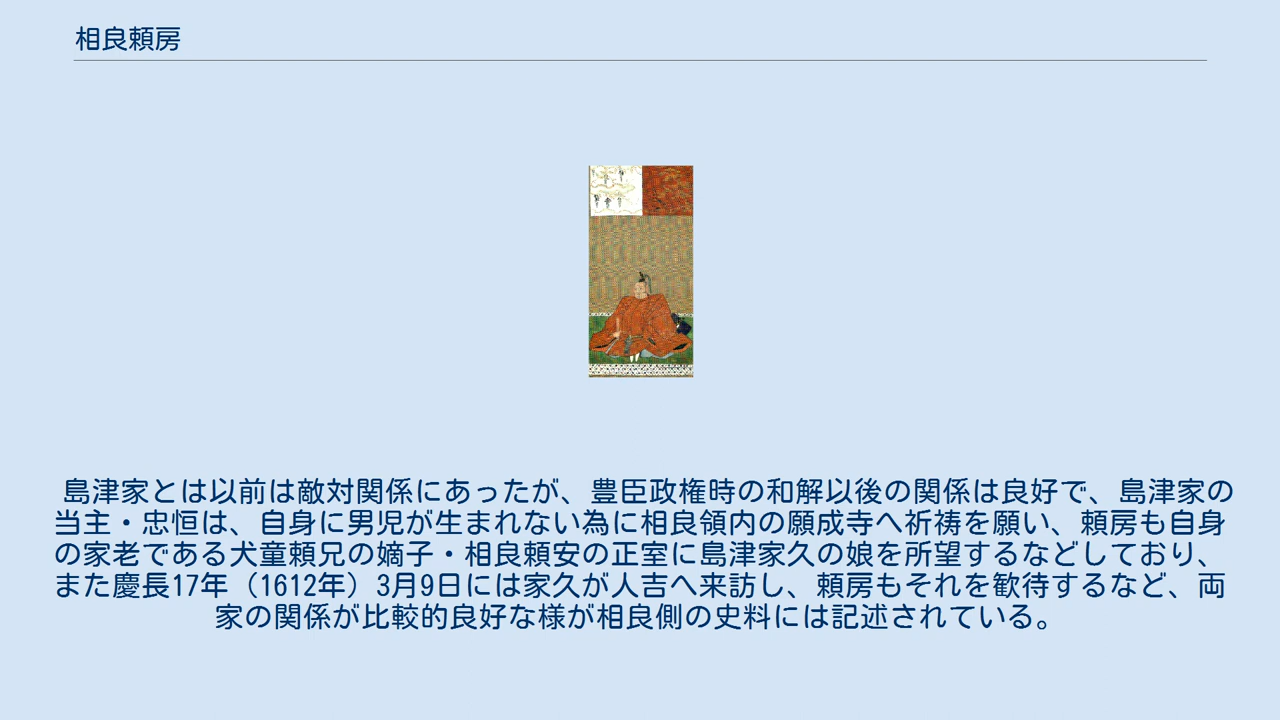 相良頼房
島津家とは以前は敵対関係にあったが、豊臣政権時の和解以後の関係は良好で、島津家の
当主・忠恒は、自身に男児が生まれない為に相良領内の願成寺へ祈祷を願い、頼房も自身
の家老である犬童頼兄の嫡子・相良頼安の正室に島津家久の娘を所望するなどしており、
また慶長17年（1612年）3月9日には家久が人吉へ来訪し、頼房もそれを歓待するなど、両
家の関係が比較的良好な様が相良側の史料には記述されている。